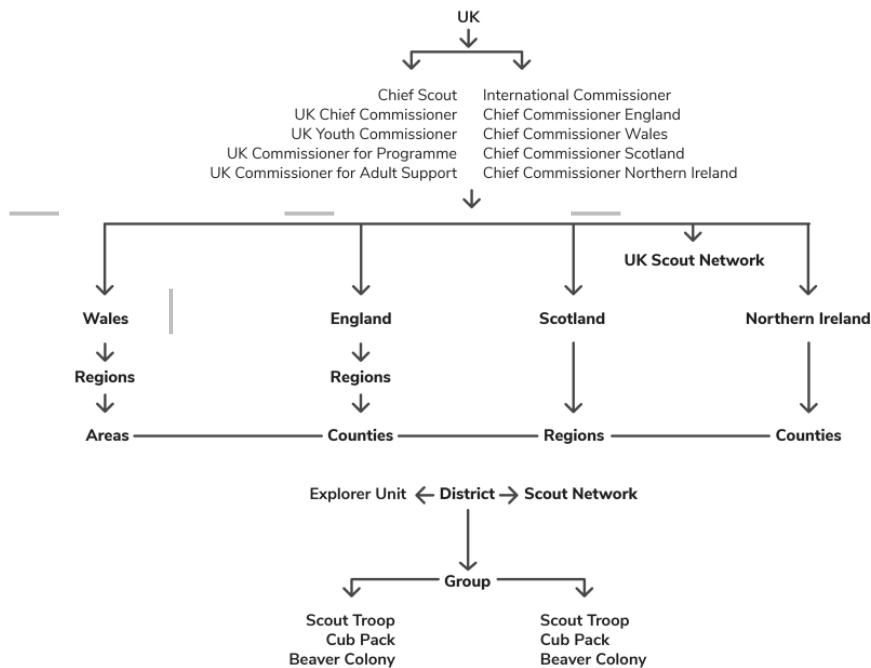 UK
Chief Scout
UK Chief Commissioner
UK Youth Commissioner
UK Commissioner for Programme
UK Commissioner for Adult Support
International Commissioner
Chief Commissioner England
Chief Commissioner Wales
Chief Commissioner Scotland
Chief Commissioner Northern Ireland
UK Scout Network
Wales
England
Scotland
Northern Ireland
Regions
Regions
Areas
Counties
Regions
Counties
Explorer Unit
District
Scout Network
Group
Scout Troop
Cub Pack
Beaver Colony
Scout Troop
Cub Pack
Beaver Colony